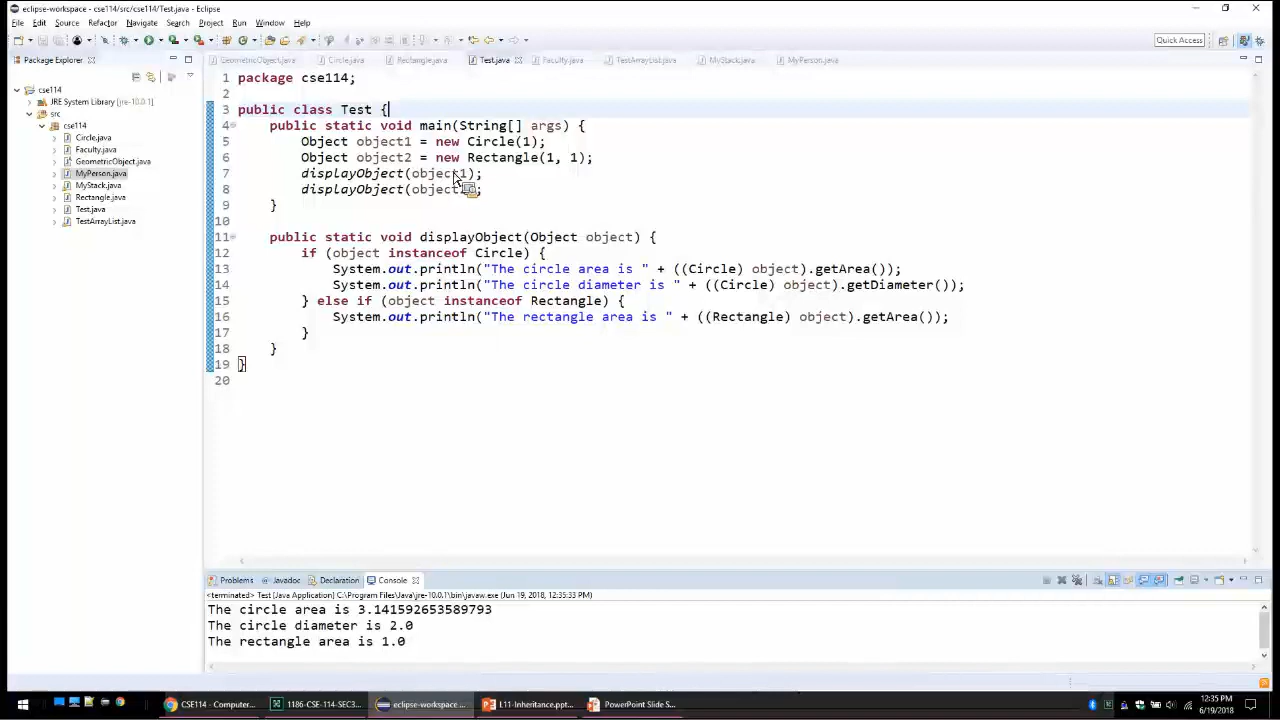 eclipse-workspace - cse114/src/cse114/Test.java - Eclipse
File Edit Source Refactor Navigate Search Project Run Window Help
Quick Access
Package Explorer
GeometricObject.java Circle.java Rectangle.java Test.java Faculty.java TestArrayList.java MyStack.java MyPerson.java
cse114
JRE System Library [jre-10.0.1]
src
cse114
Circle.java
Faculty.java
GeometricObject.java
MyPerson.java
MyStack.java
Rectangle.java
Test.java
TestArrayList.java
1 package cse114;
2
3 public class Test {
4 public static void main(String[] args) {
5 Object object1 = new Circle(1);
6 Object object2 = new Rectangle(1, 1);
7 displayObject(object1);
8 displayObject(object ;
9 }
10
11 public static void displayObject(Object object) {
12 if (object instanceof Circle) {
13 System.out.println("The circle area is " + ((Circle) object).getArea());
14 System.out.println("The circle diameter is " + ((Circle) object).getDiameter());
15 } else if (object instanceof Rectangle) {
16 System.out.println("The rectangle area is " + ((Rectangle) object).getArea());
17 }
18 }
19 }
20
Problems Javadoc Declaration Console
<terminated> Test [Java Application] C:\Program Files\Java\jre-10.0.1\bin\javaw.exe (Jun 19, 2018, 12:35:33 PM)
The circle area is 3.141592653589793
The circle diameter is 2.0
The rectangle area is 1.0
CSE114 - Computer... 1186-CSE-114-SEC3... eclipse-workspace ... L11-Inheritance.ppt... PowerPoint Slide S...
12:35 PM
6/19/2018